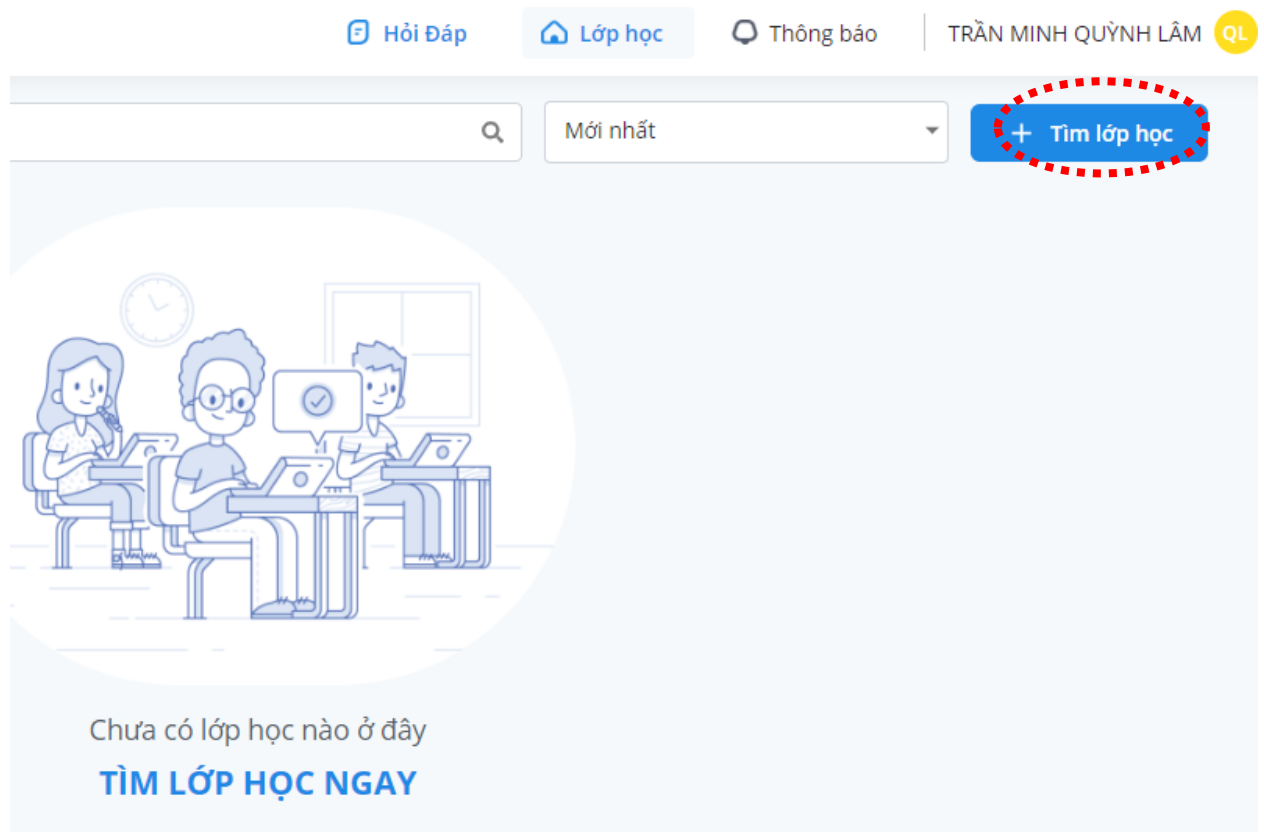 Hỏi Đáp Lớp học Thông báo TRẦN MINH QUỲNH LÂM QL
Mới nhất + Tìm lớp học
Chưa có lớp học nào ở đây
TÌM LỚP HỌC NGAY